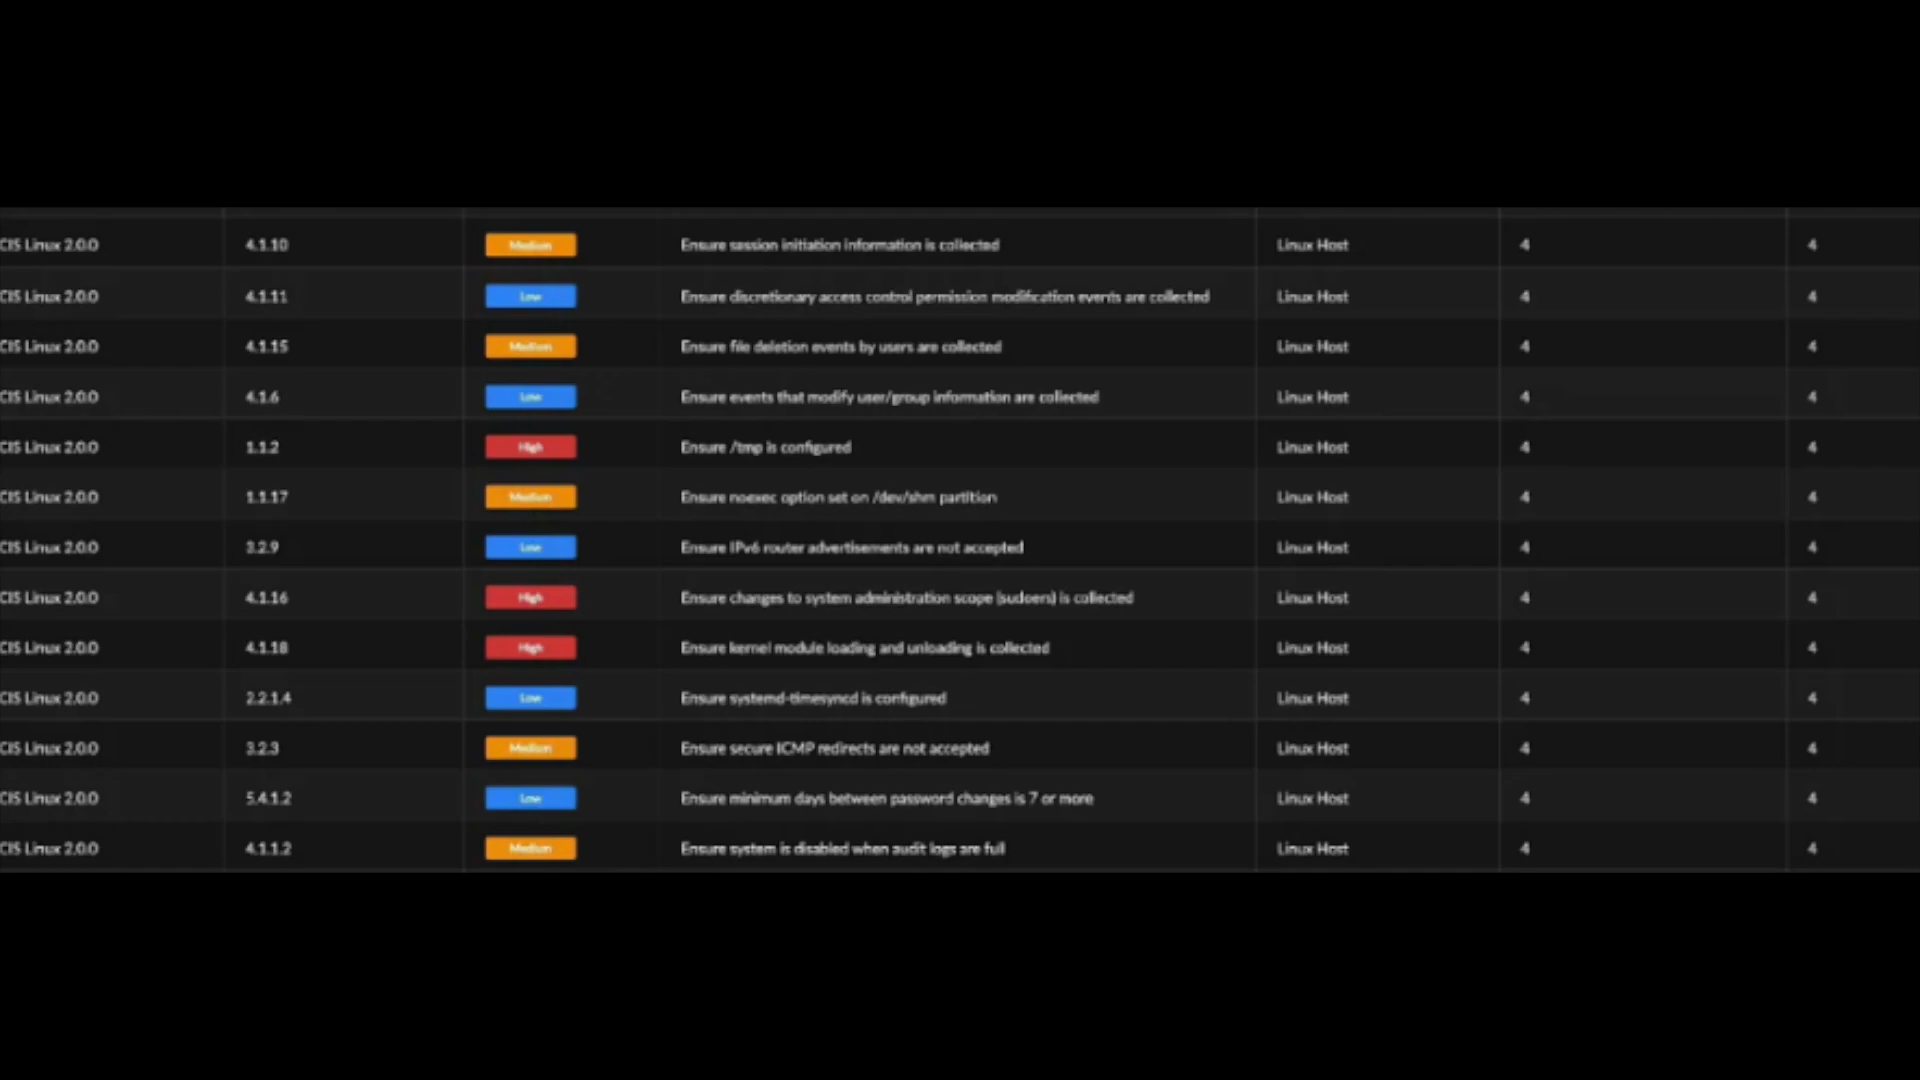 CIS Linux 2.0.0 4.1.10 Medium Ensure session initiation information is collected Linux Host 4 4
CIS Linux 2.0.0 4.1.11 Low Ensure discretionary access control permission modification events are collected Linux Host 4 4
CIS Linux 2.0.0 4.1.15 Medium Ensure file deletion events by users are collected Linux Host 4 4
CIS Linux 2.0.0 4.1.6 Low Ensure events that modify user/group information are collected Linux Host 4 4
CIS Linux 2.0.0 1.1.2 High Ensure /tmp is configured Linux Host 4 4
CIS Linux 2.0.0 1.1.17 Medium Ensure noexec option set on /dev/shm partition Linux Host 4 4
CIS Linux 2.0.0 3.2.9 Low Ensure IPv6 router advertisements are not accepted Linux Host 4 4
CIS Linux 2.0.0 4.1.16 High Ensure changes to system administration scope (sudoers) is collected Linux Host 4 4
CIS Linux 2.0.0 4.1.18 High Ensure kernel module loading and unloading is collected Linux Host 4 4
CIS Linux 2.0.0 2.2.1.4 Low Ensure systemd-timesyncd is configured Linux Host 4 4
CIS Linux 2.0.0 3.2.3 Medium Ensure secure ICMP redirects are not accepted Linux Host 4 4
CIS Linux 2.0.0 5.4.1.2 Low Ensure minimum days between password changes is 7 or more Linux Host 4 4
CIS Linux 2.0.0 4.1.1.2 Medium Ensure system is disabled when audit logs are full Linux Host 4 4